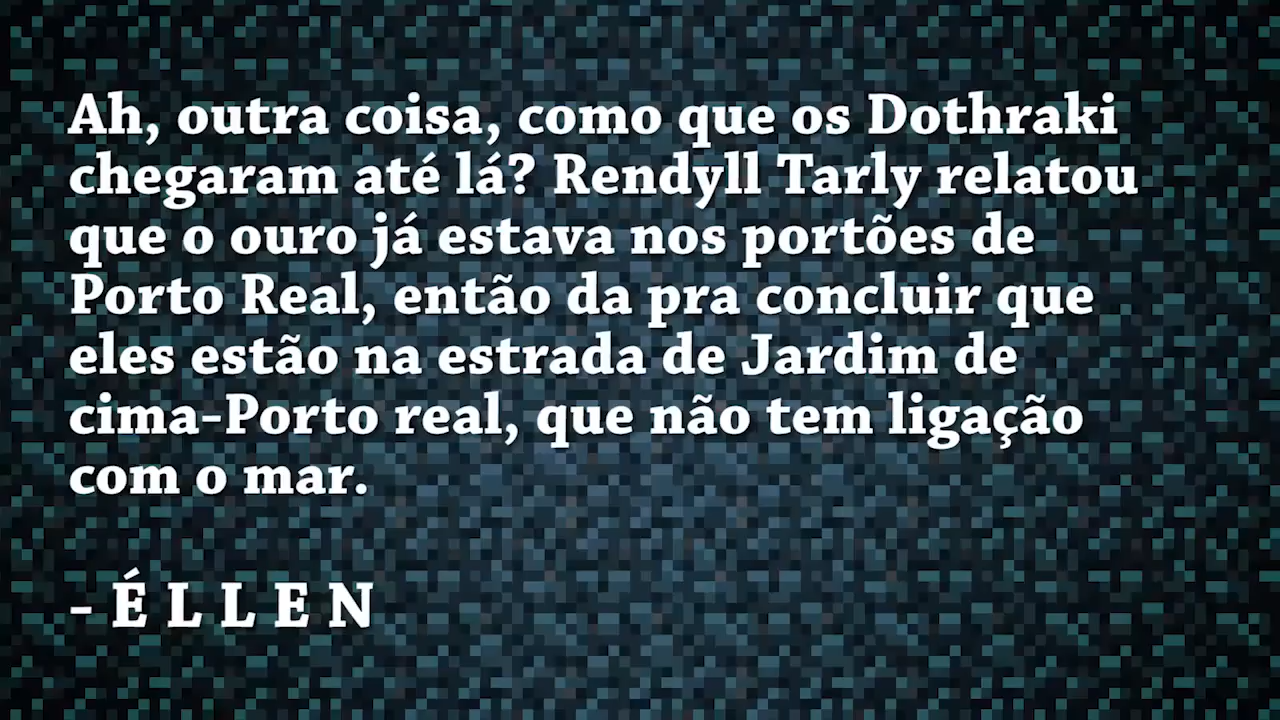 Ah, outra coisa, como que os Dothraki
chegaram até lá? Rendyll Tarly relatou
que o ouro já estava nos portões de
Porto Real, então da pra concluir que
eles estão na estrada de Jardim de
cima-Porto real, que não tem ligação
com o mar.
- É L L E N